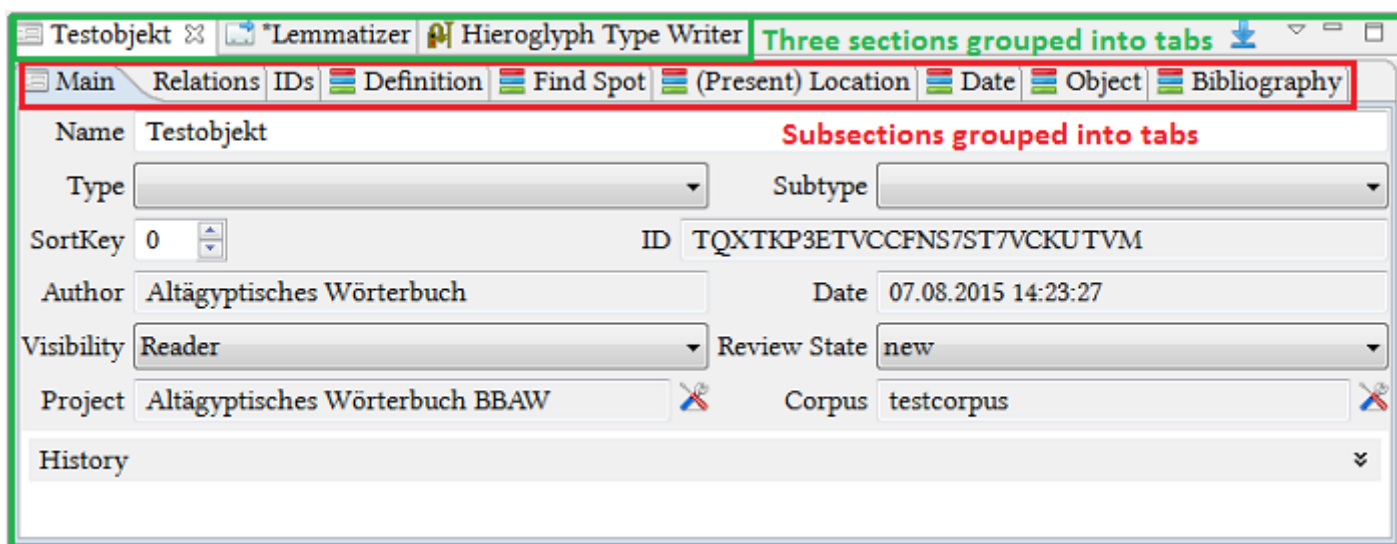 Testobjekt *Lemmatizer Hieroglyph Type Writer Three sections grouped into tabs
Main Relations IDs Definition Find Spot (Present) Location Date Object Bibliography
Name Testobjekt Subsections grouped into tabs
Type Subtype
SortKey 0 ID TQXTKP3ETVCCFNS7ST7VCKUTVM
Author Altägyptisches Wörterbuch Date 07.08.2015 14:23:27
Visibility Reader Review State new
Project Altägyptisches Wörterbuch BBAW Corpus testcorpus
History